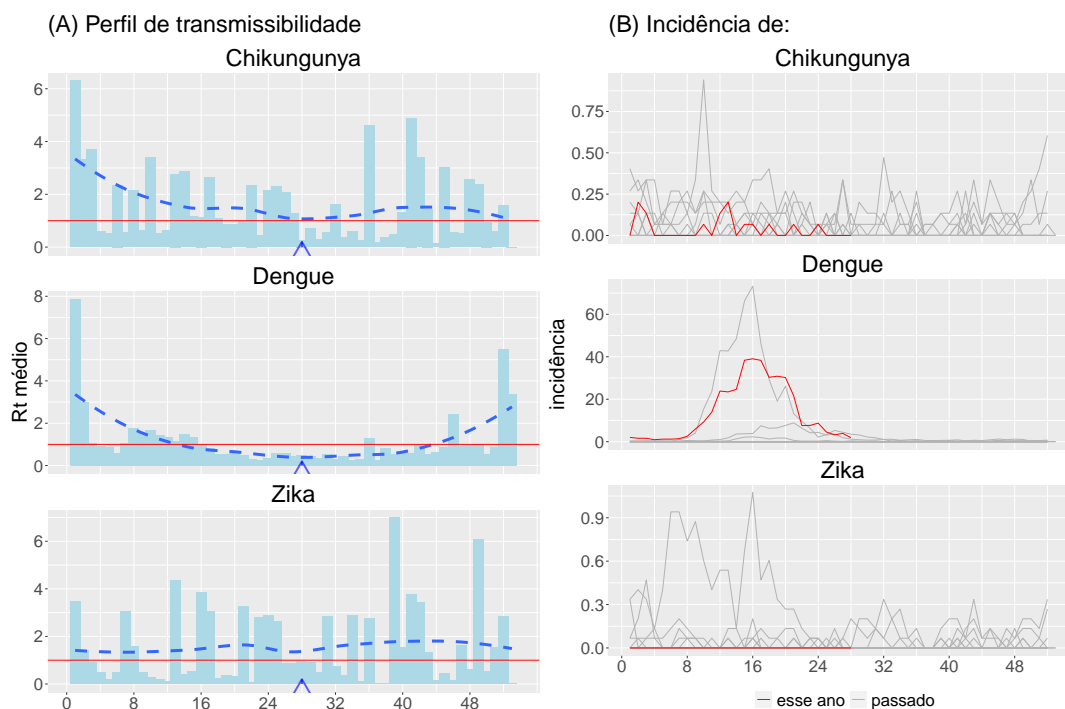 (A) Perfil de transmissibilidade
Chikungunya
6
4
2
0
Dengue
8
6
4
2
0
Zika
6
4
2
0
0 8 16 24 32 40 48
Rt médio
(B) Incidência de:
Chikungunya
0.75
0.50
0.25
0.00
Dengue
60
40
20
0
Zika
0.9
0.6
0.3
0.0
0 8 16 24 32 40 48
incidência
esse ano passado